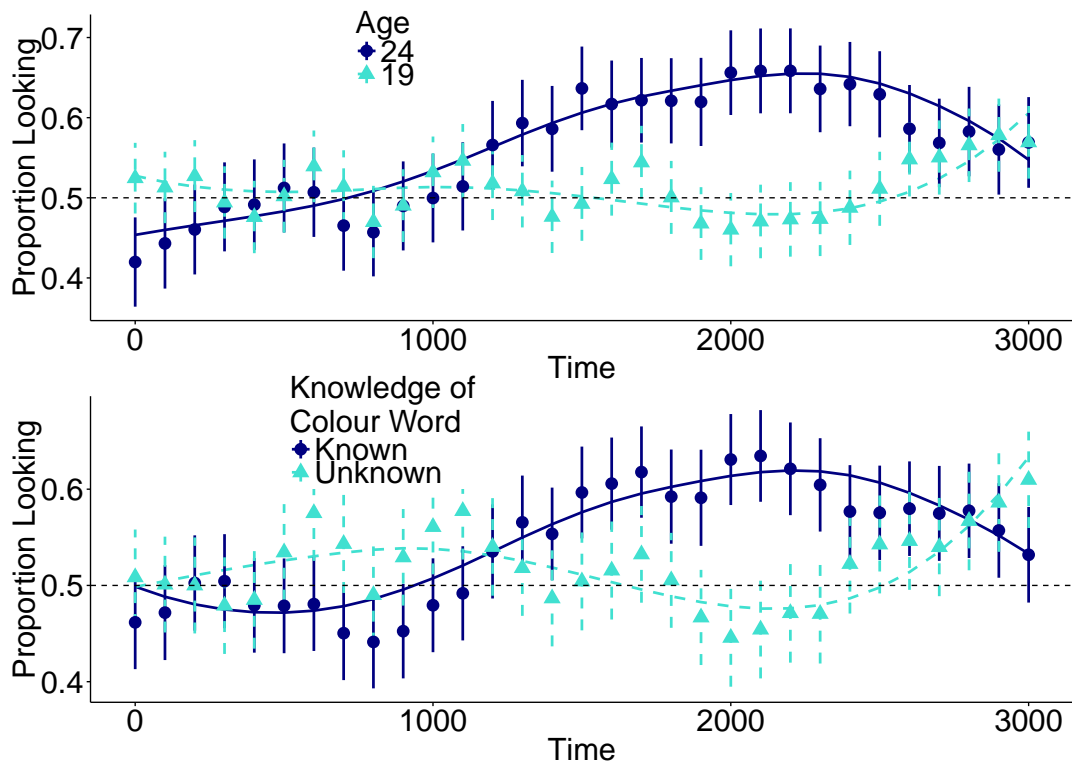 Age
24
19
Proportion Looking
0.7
0.6
0.5
0.4
0 1000 2000 3000
Time
Knowledge of
Colour Word
Known
Unknown
Proportion Looking
0.6
0.5
0.4
0 1000 2000 3000
Time